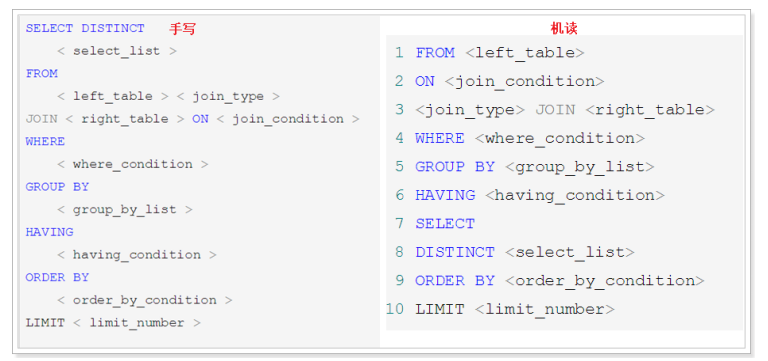 SELECT DISTINCT 手写
< select_list >
FROM
< left_table > < join_type >
JOIN < right_table > ON < join_condition >
WHERE
< where_condition >
GROUP BY
< group_by_list >
HAVING
< having_condition >
ORDER BY
< order_by_condition >
LIMIT < limit_number >
机读
1 FROM <left_table>
2 ON <join_condition>
3 <join_type> JOIN <right_table>
4 WHERE <where_condition>
5 GROUP BY <group_by_list>
6 HAVING <having_condition>
7 SELECT
8 DISTINCT <select_list>
9 ORDER BY <order_by_condition>
10 LIMIT <limit_number>